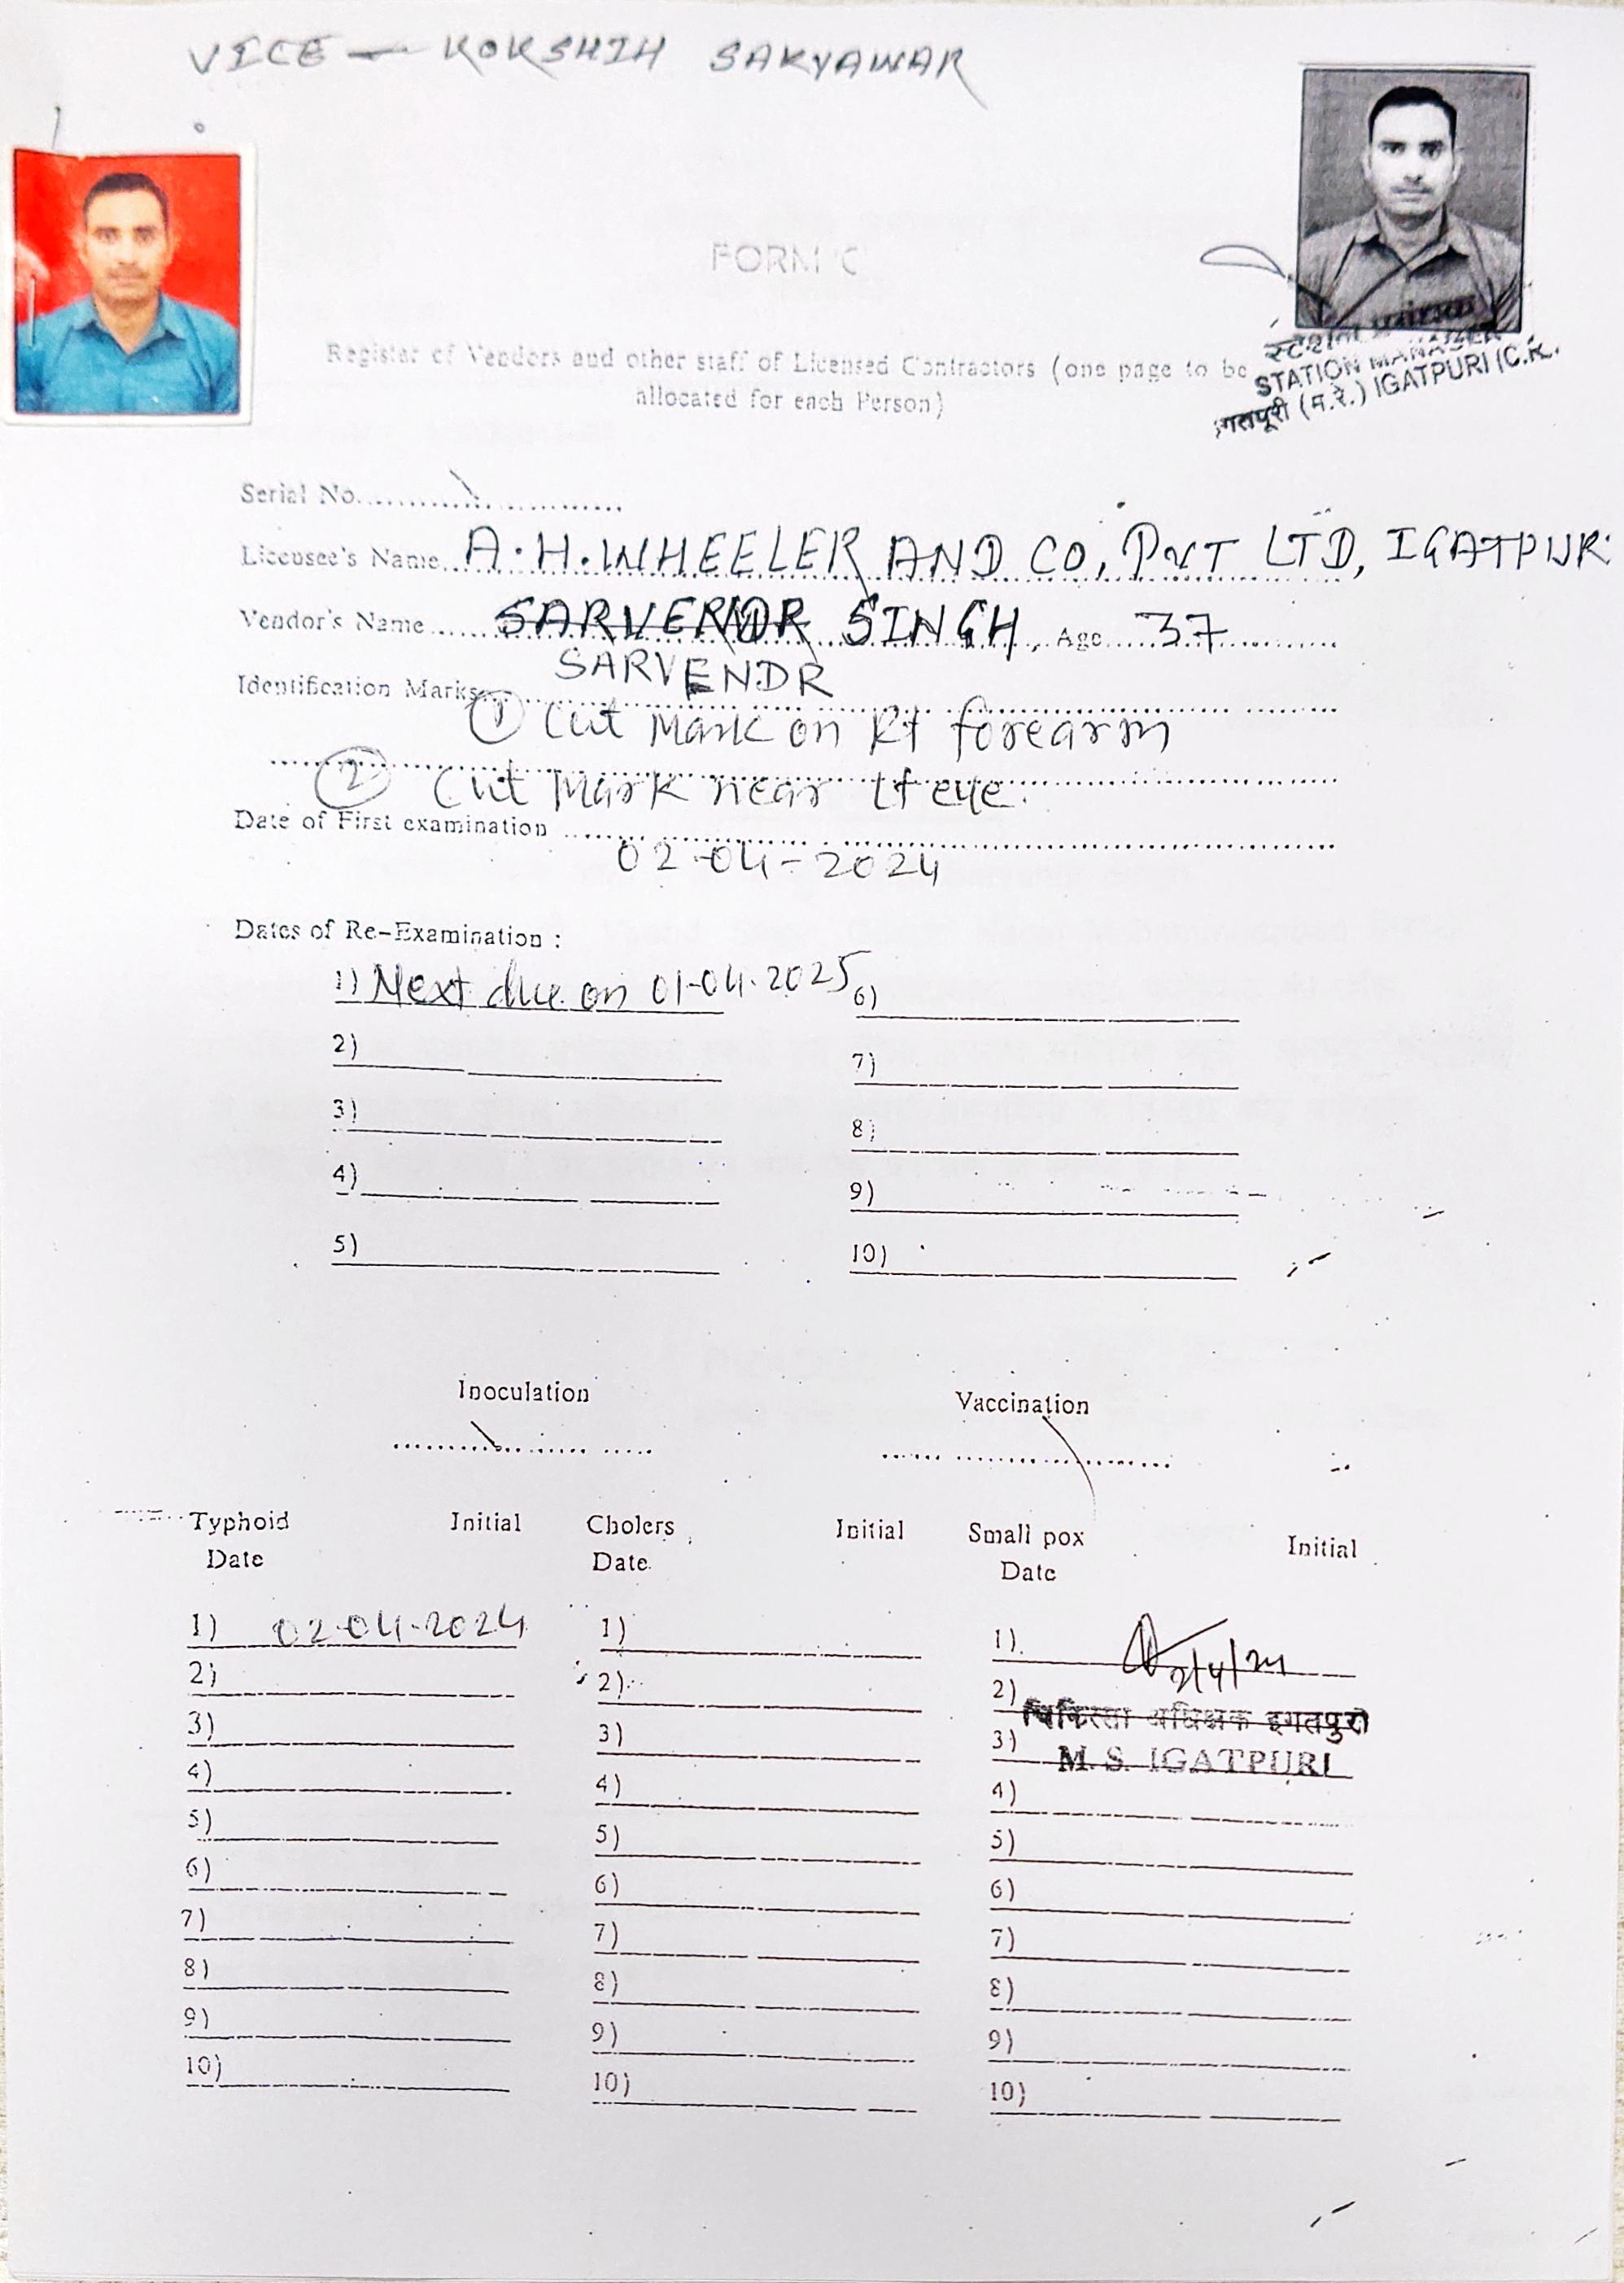 VICE - KOKSHIH SAKYAWAR
FORM 'C'
Register of Vendors and other staff of Licensed Contractors (one page to be
allocated for each Person)
STATION MANAGER
इगतपूरी (म.रे.) IGATPURI (C.R.
Serial No.
Licensee's Name A.H.WHEELER AND CO, PVT LTD, IGATPUR
Vendor's Name SINGH Age 37
SARVENDR
Identification Marks
① Cut Mark on Rt forearm
② Cut Mark near Lt eye.
Date of First examination
02-04-2024
Dates of Re-Examination :
1) Next due on 01-04-2025 6)
2) 7)
3) 8)
4) 9)
5) 10)
Inoculation Vaccination
Typhoid Initial Cholers Initial Small pox Initial
Date Date Date
1) 02-04-2024 1) 1) 2/4/24
2) 2) 2)
चिकित्सा अधिक्षक इगतपुरी
3) 3) 3) M. S. IGATPURI
4) 4) 4)
5) 5) 5)
6) 6) 6)
7) 7) 7)
8) 8) 8)
9) 9) 9)
10) 10) 10)